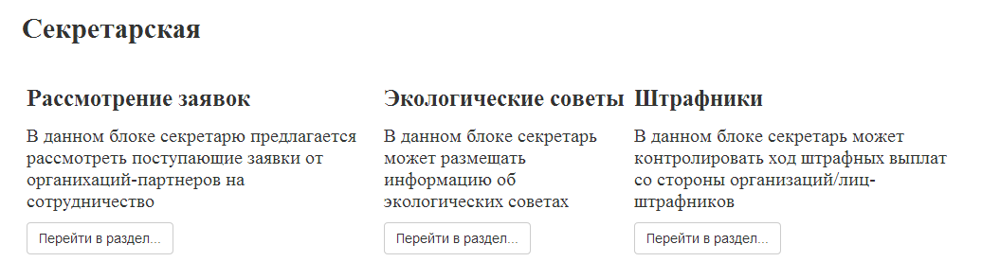 Секретарская
Рассмотрение заявок
В данном блоке секретарю предлагается
рассмотреть поступающие заявки от
органихаций-партнеров на
сотрудничество
Перейти в раздел...
Экологические советы
В данном блоке секретарь
может размещать
информацию об
экологических советах
Перейти в раздел...
Штрафники
В данном блоке секретарь может
контролировать ход штрафных выплат
со стороны организаций/лиц-
штрафников
Перейти в раздел...